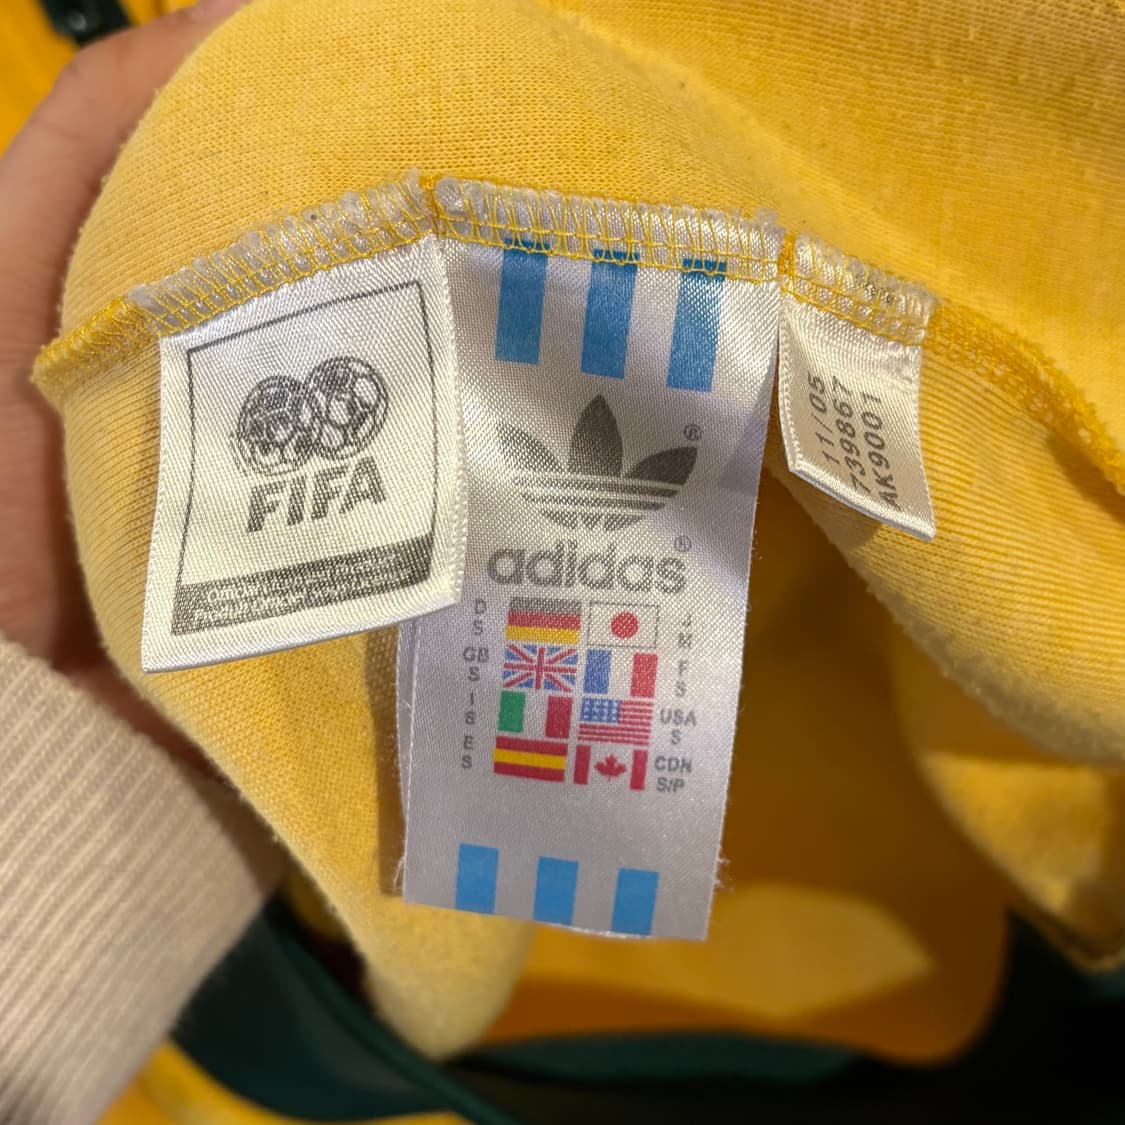 FIFA
®
adidas®
D
S
J
N
GB
S
F
S
I
S
USA
S
E
S
CDN
S/P
11/05
739867
AK9001